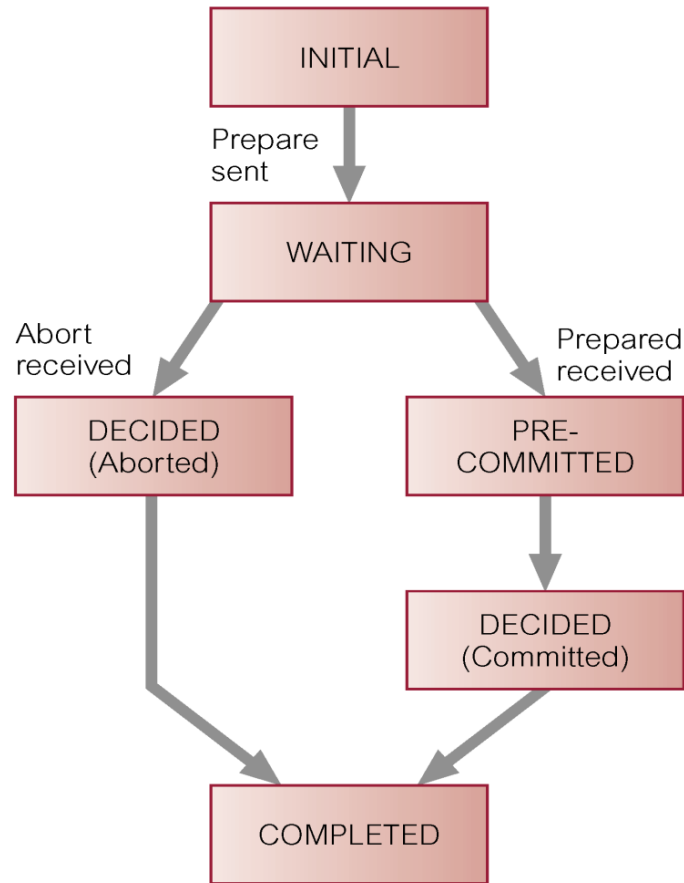 INITIAL
Prepare
sent
WAITING
Abort
received
Prepared
received
DECIDED
(Aborted)
PRE-
COMMITTED
DECIDED
(Committed)
COMPLETED